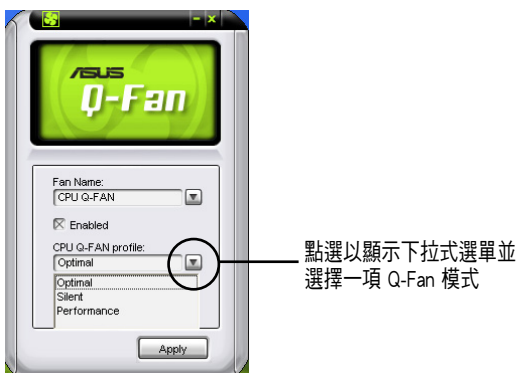 ASUS
Q-Fan
Fan Name:
CPU Q-FAN
Enabled
CPU Q-FAN profile:
Optimal
Optimal
Silent
Performance
Apply
點選以顯示下拉式選單並
選擇一項 Q-Fan 模式